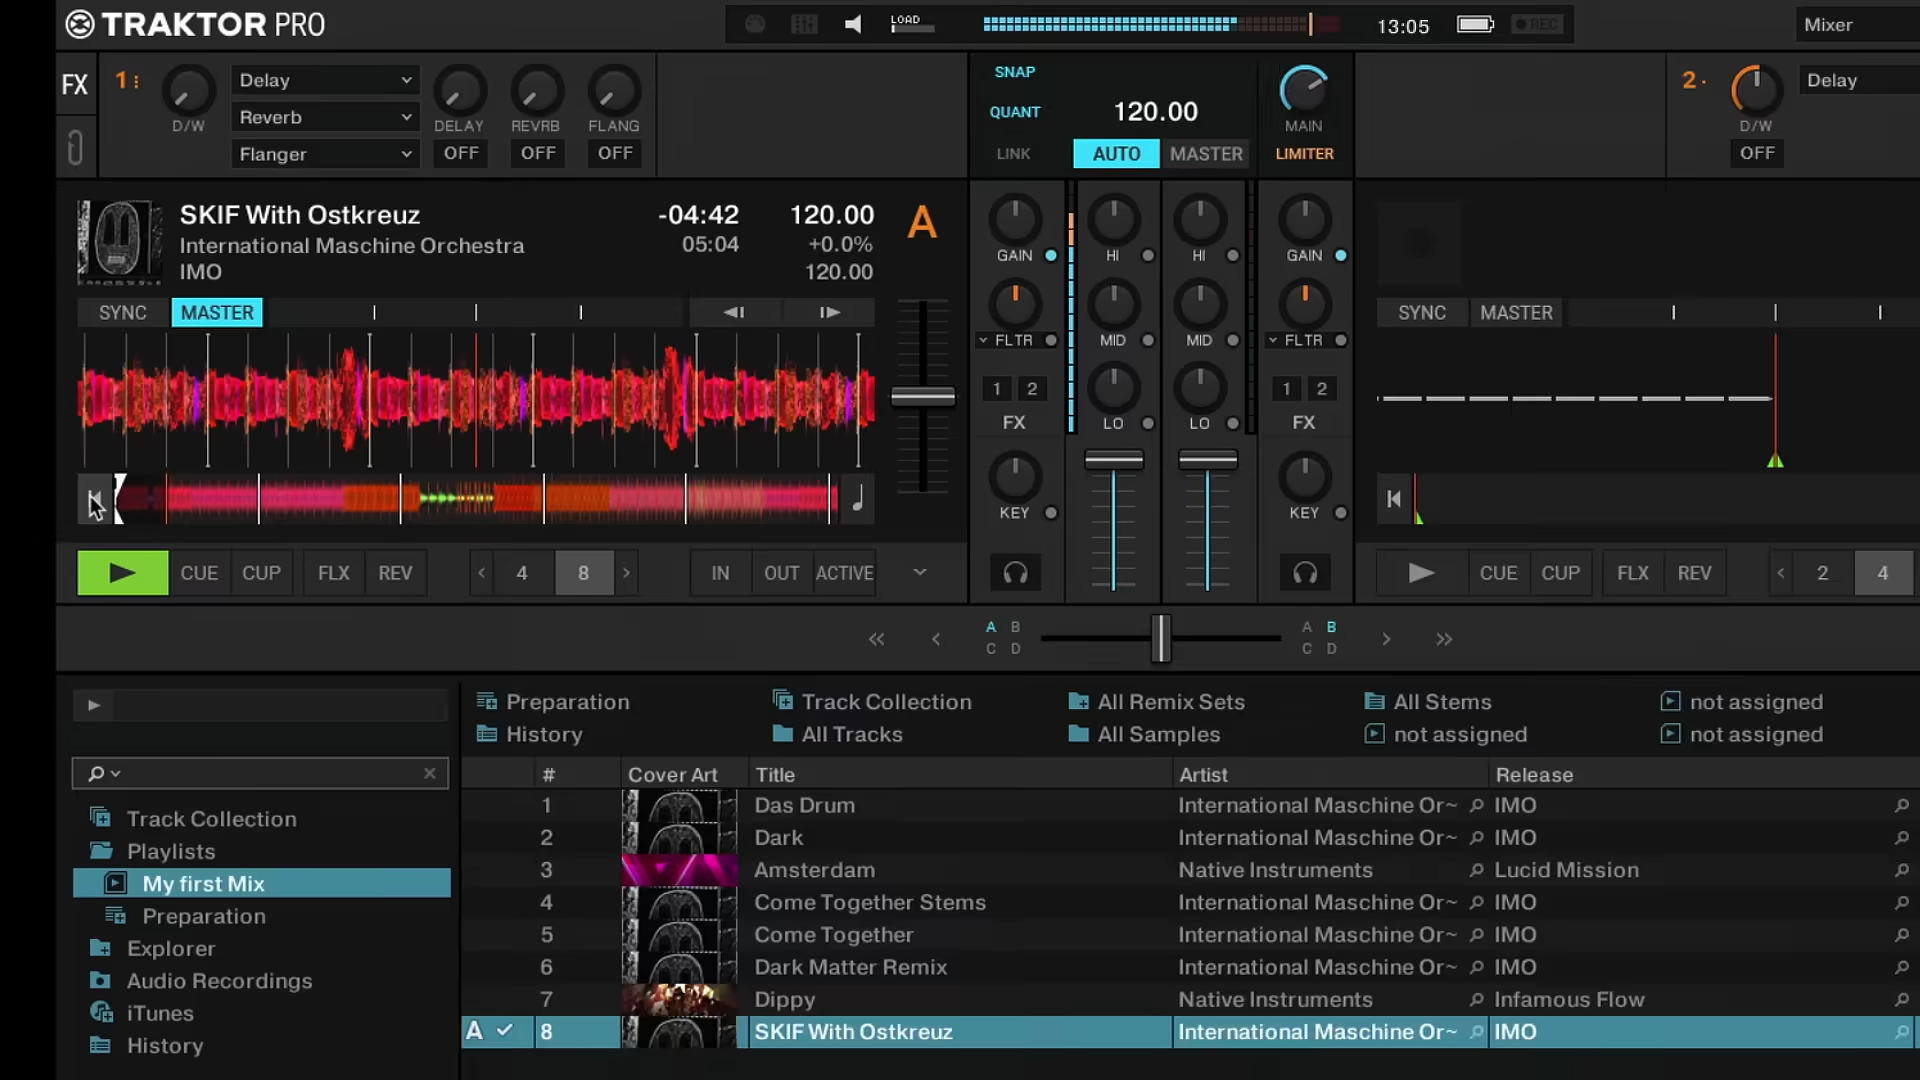 TRAKTOR PRO
LOAD
13:05
REC
Mixer
FX
1
D/W
Delay
Reverb
Flanger
DELAY
REVRB
FLANG
OFF OFF OFF
SNAP
QUANT
LINK
120.00
AUTO MASTER
MAIN
LIMITER
2
D/W
OFF
Delay
SKIF With Ostkreuz
International Maschine Orchestra
IMO
-04:42 120.00
05:04 +0.0%
120.00
A
SYNC MASTER
GAIN HI HI GAIN
FLTR MID MID FLTR
1 2 1 2
FX LO LO FX
KEY KEY
SYNC MASTER
CUE CUP FLX REV < 4 8 > IN OUT ACTIVE
CUE CUP FLX REV < 2 4
A B
C D
A B
C D
Preparation Track Collection All Remix Sets All Stems not assigned
History All Tracks All Samples not assigned not assigned
Track Collection
Playlists
My first Mix
Preparation
Explorer
Audio Recordings
iTunes
History
# Cover Art Title Artist Release
1 Das Drum International Maschine Or~ IMO
2 Dark International Maschine Or~ IMO
3 Amsterdam Native Instruments Lucid Mission
4 Come Together Stems International Maschine Or~ IMO
5 Come Together International Maschine Or~ IMO
6 Dark Matter Remix International Maschine Or~ IMO
7 Dippy Native Instruments Infamous Flow
A 8 SKIF With Ostkreuz International Maschine Or~ IMO